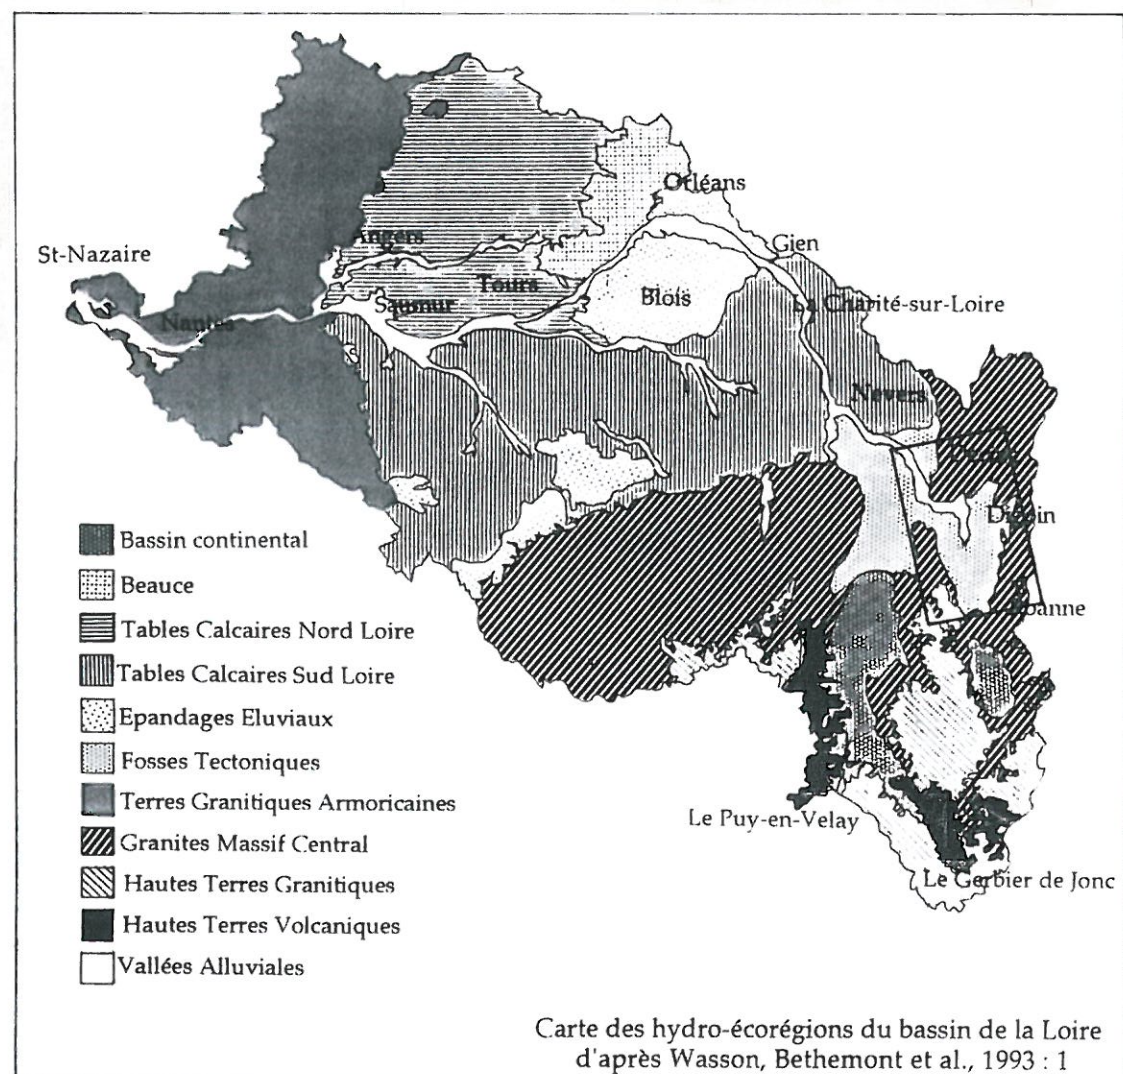 Orléans
Angers
Gien
St-Nazaire
Tours
Blois
Saumur
La Charité-sur-Loire
Nantes
Nevers
Digoin
Roanne
Bassin continental
Beauce
Tables Calcaires Nord Loire
Tables Calcaires Sud Loire
Epandages Eluviaux
Fosses Tectoniques
Terres Granitiques Armoricaines
Granites Massif Central
Hautes Terres Granitiques
Hautes Terres Volcaniques
Vallées Alluviales
Le Puy-en-Velay
Le Gerbier de Jonc
Carte des hydro-écorégions du bassin de la Loire
d'après Wasson, Bethemont et al., 1993 : 1